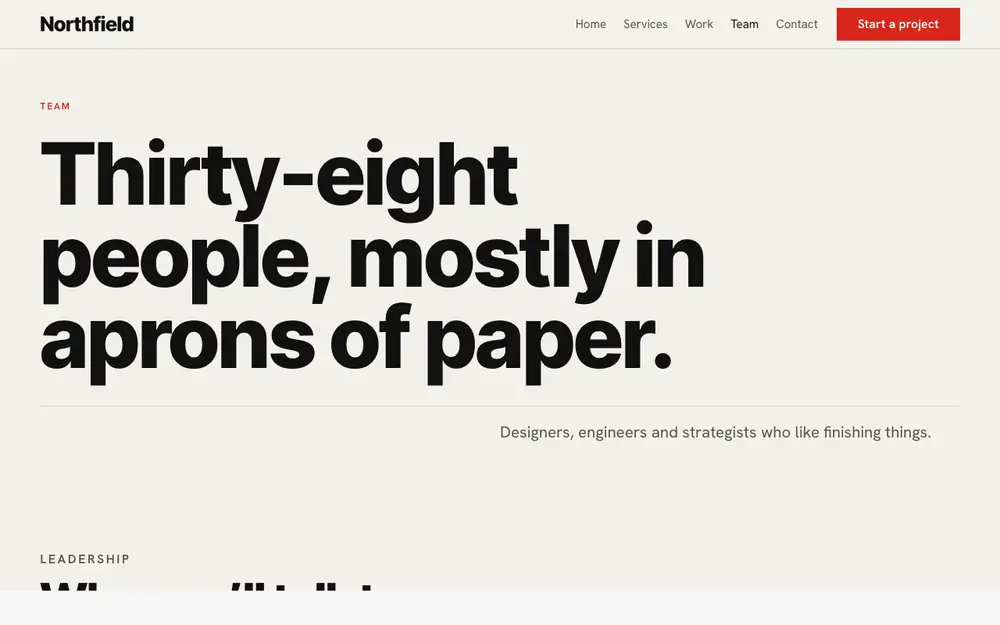 Northfield
Home Services Work Team Contact Start a project
TEAM
Thirty-eight
people, mostly in
aprons of paper.
Designers, engineers and strategists who like finishing things.
LEADERSHIP